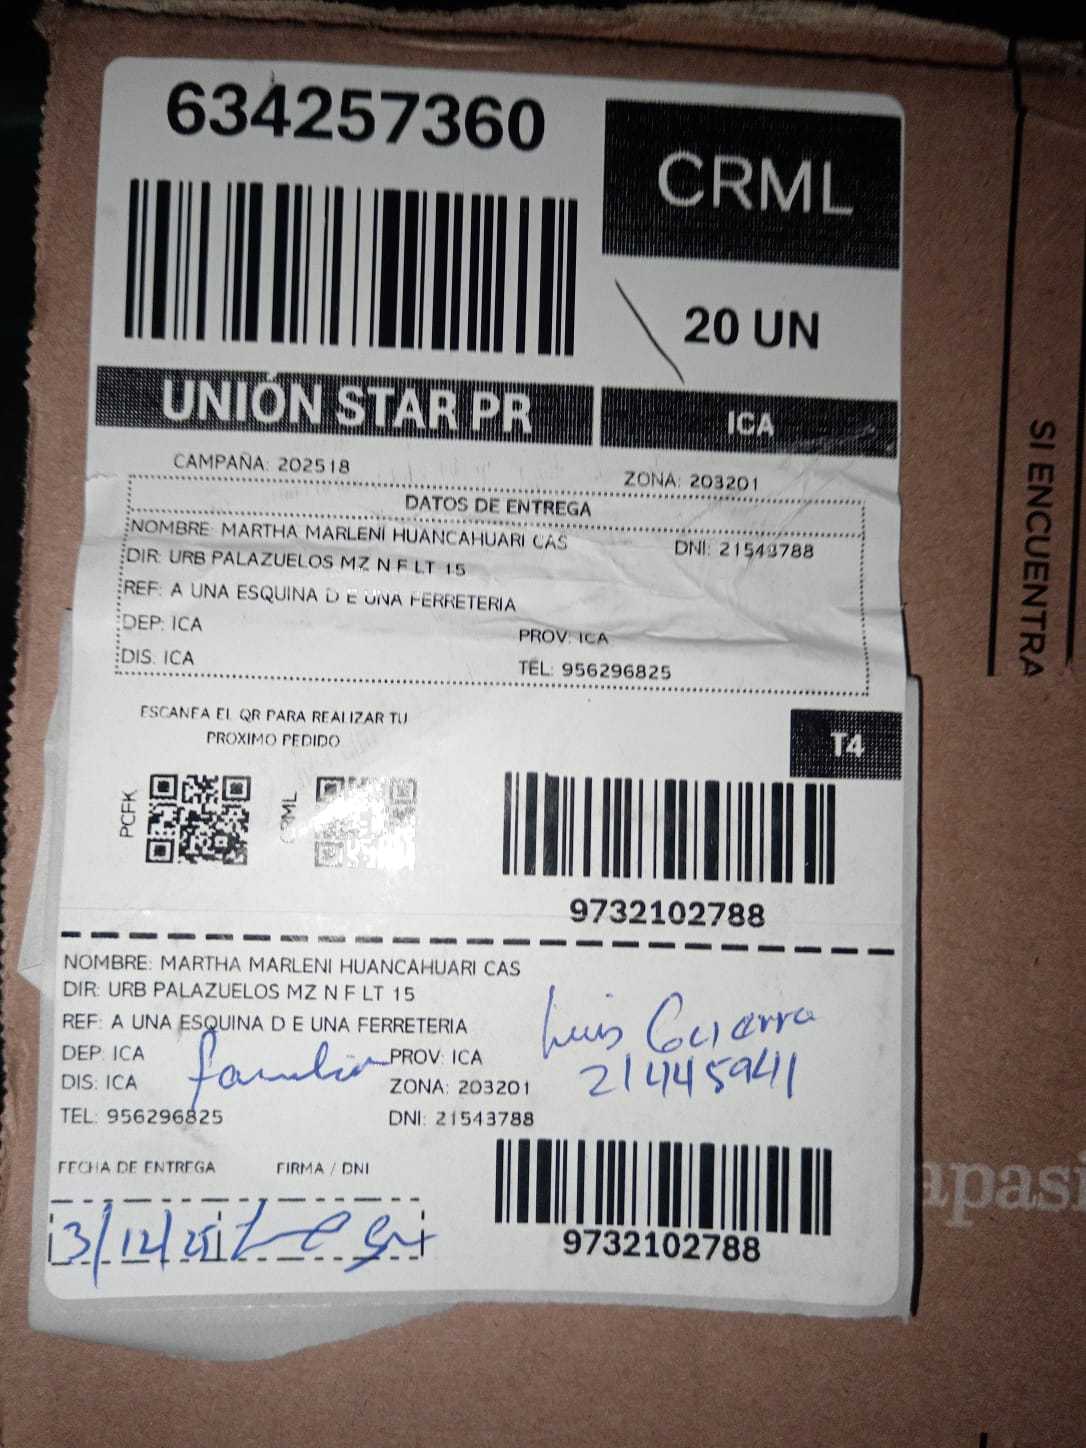 634257360
CRML
20 UN
UNIÓN STAR PR
ICA
CAMPAÑA: 202518
ZONA: 203201
DATOS DE ENTREGA
NOMBRE: MARTHA MARLENI HUANCAHUARI CAS
DNI: 21543788
DIR: URB PALAZUELOS MZ N F LT 15
REF: A UNA ESQUINA D E UNA FERRETERIA
DEP: ICA
PROV: ICA
DIS: ICA
TEL: 956296825
ESCANEA EL QR PARA REALIZAR TU
PROXIMO PEDIDO
T4
PCFK
CRML
9732102788
NOMBRE: MARTHA MARLENI HUANCAHUARI CAS
DIR: URB PALAZUELOS MZ N F LT 15
REF: A UNA ESQUINA D E UNA FERRETERIA
Luis Guerra
DEP: ICA
familia
PROV: ICA
21445941
DIS: ICA
ZONA: 203201
TEL: 956296825
DNI: 21543788
FECHA DE ENTREGA
FIRMA / DNI
3/12/25
9732102788
SI ENCUENTRA
apasi